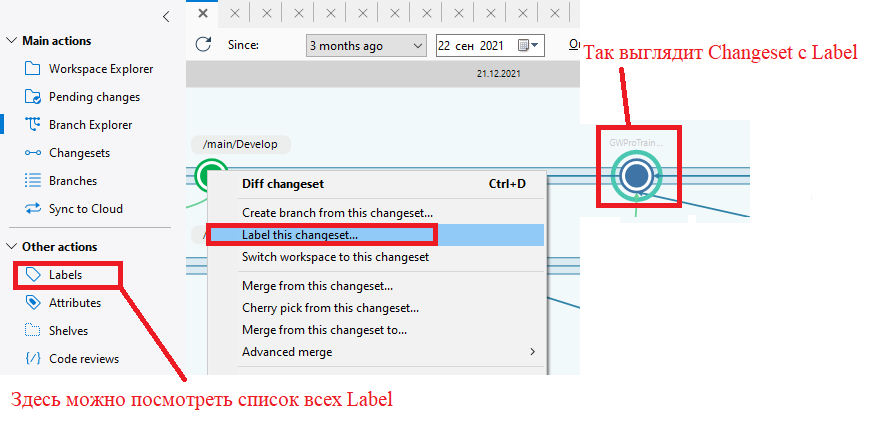 Main actions
Workspace Explorer
Pending changes
Branch Explorer
Changesets
Branches
Sync to Cloud
Other actions
Labels
Attributes
Shelves
Code reviews
Since:
3 months ago
22 сен 2021
21.12.2021
/main/Develop
Diff changeset Ctrl+D
Create branch from this changeset...
Label this changeset...
Switch workspace to this changeset
Merge from this changeset...
Cherry pick from this changeset...
Merge from this changeset to...
Advanced merge
Так выглядит Changeset с Label
GWProTrain...
Здесь можно посмотреть список всех Label